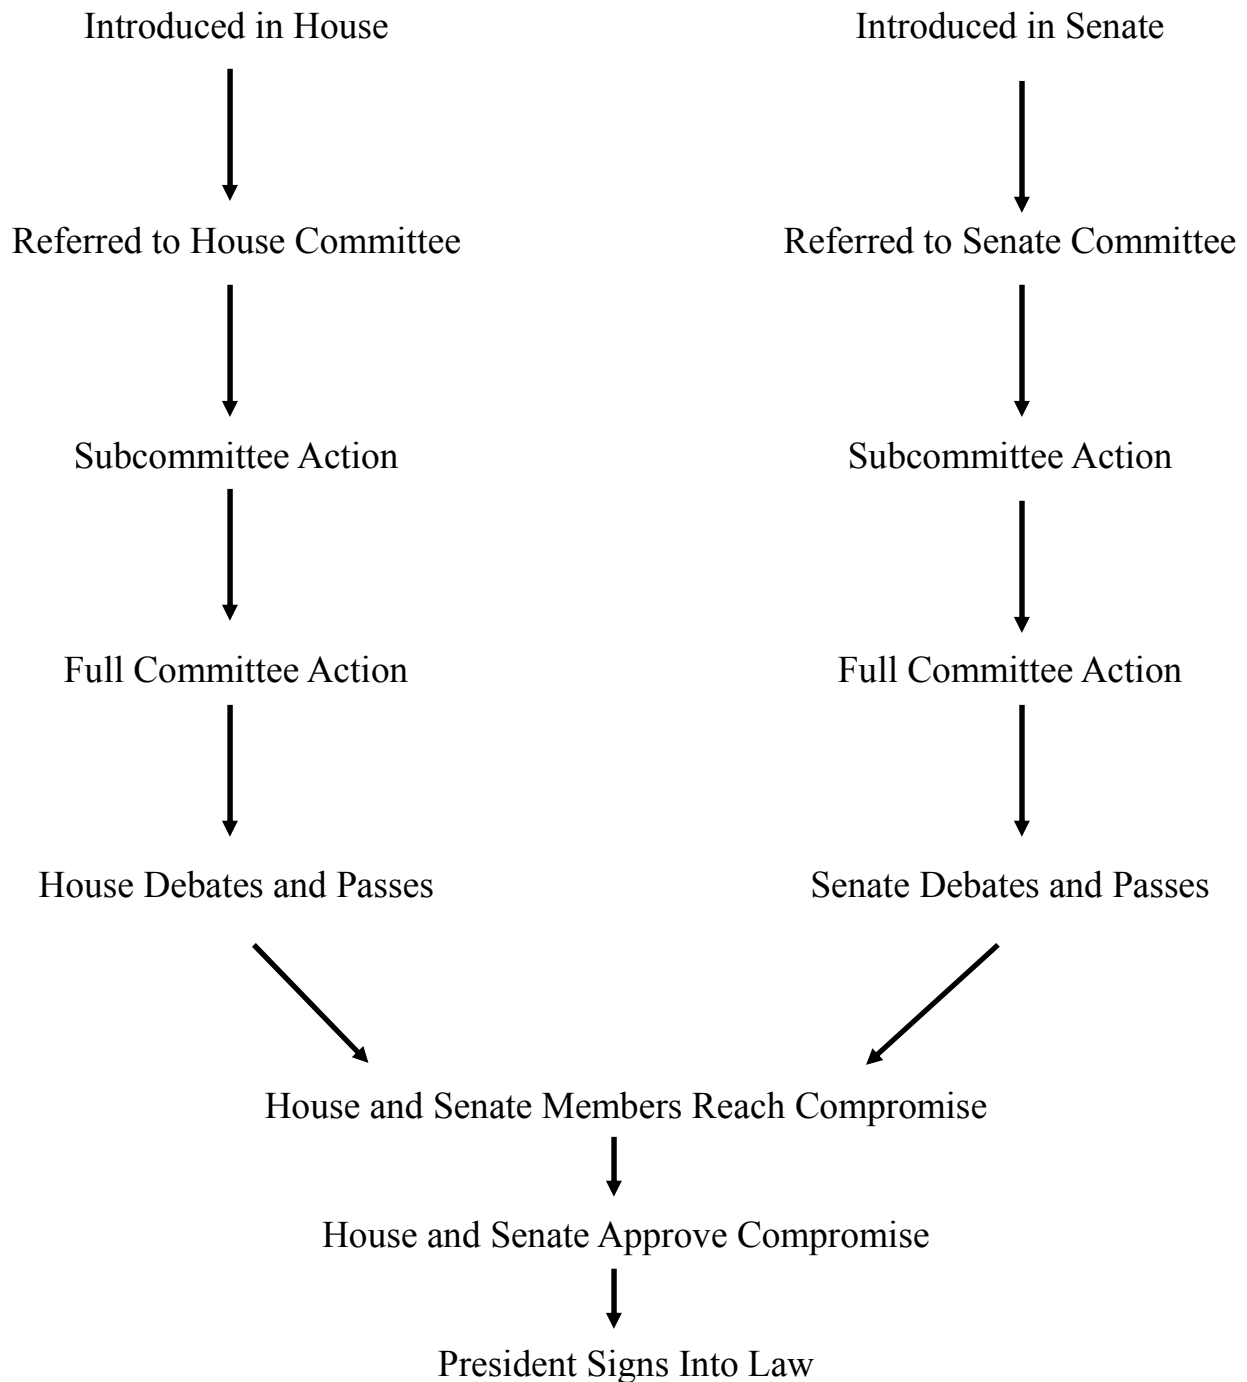 Introduced in House
Introduced in Senate
Referred to House Committee
Referred to Senate Committee
Subcommittee Action
Subcommittee Action
Full Committee Action
Full Committee Action
House Debates and Passes
Senate Debates and Passes
House and Senate Members Reach Compromise
House and Senate Approve Compromise
President Signs Into Law